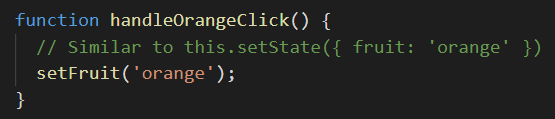 function handleOrangeClick() {
  // Similar to this.setState({ fruit: 'orange' })
  setFruit('orange');
}